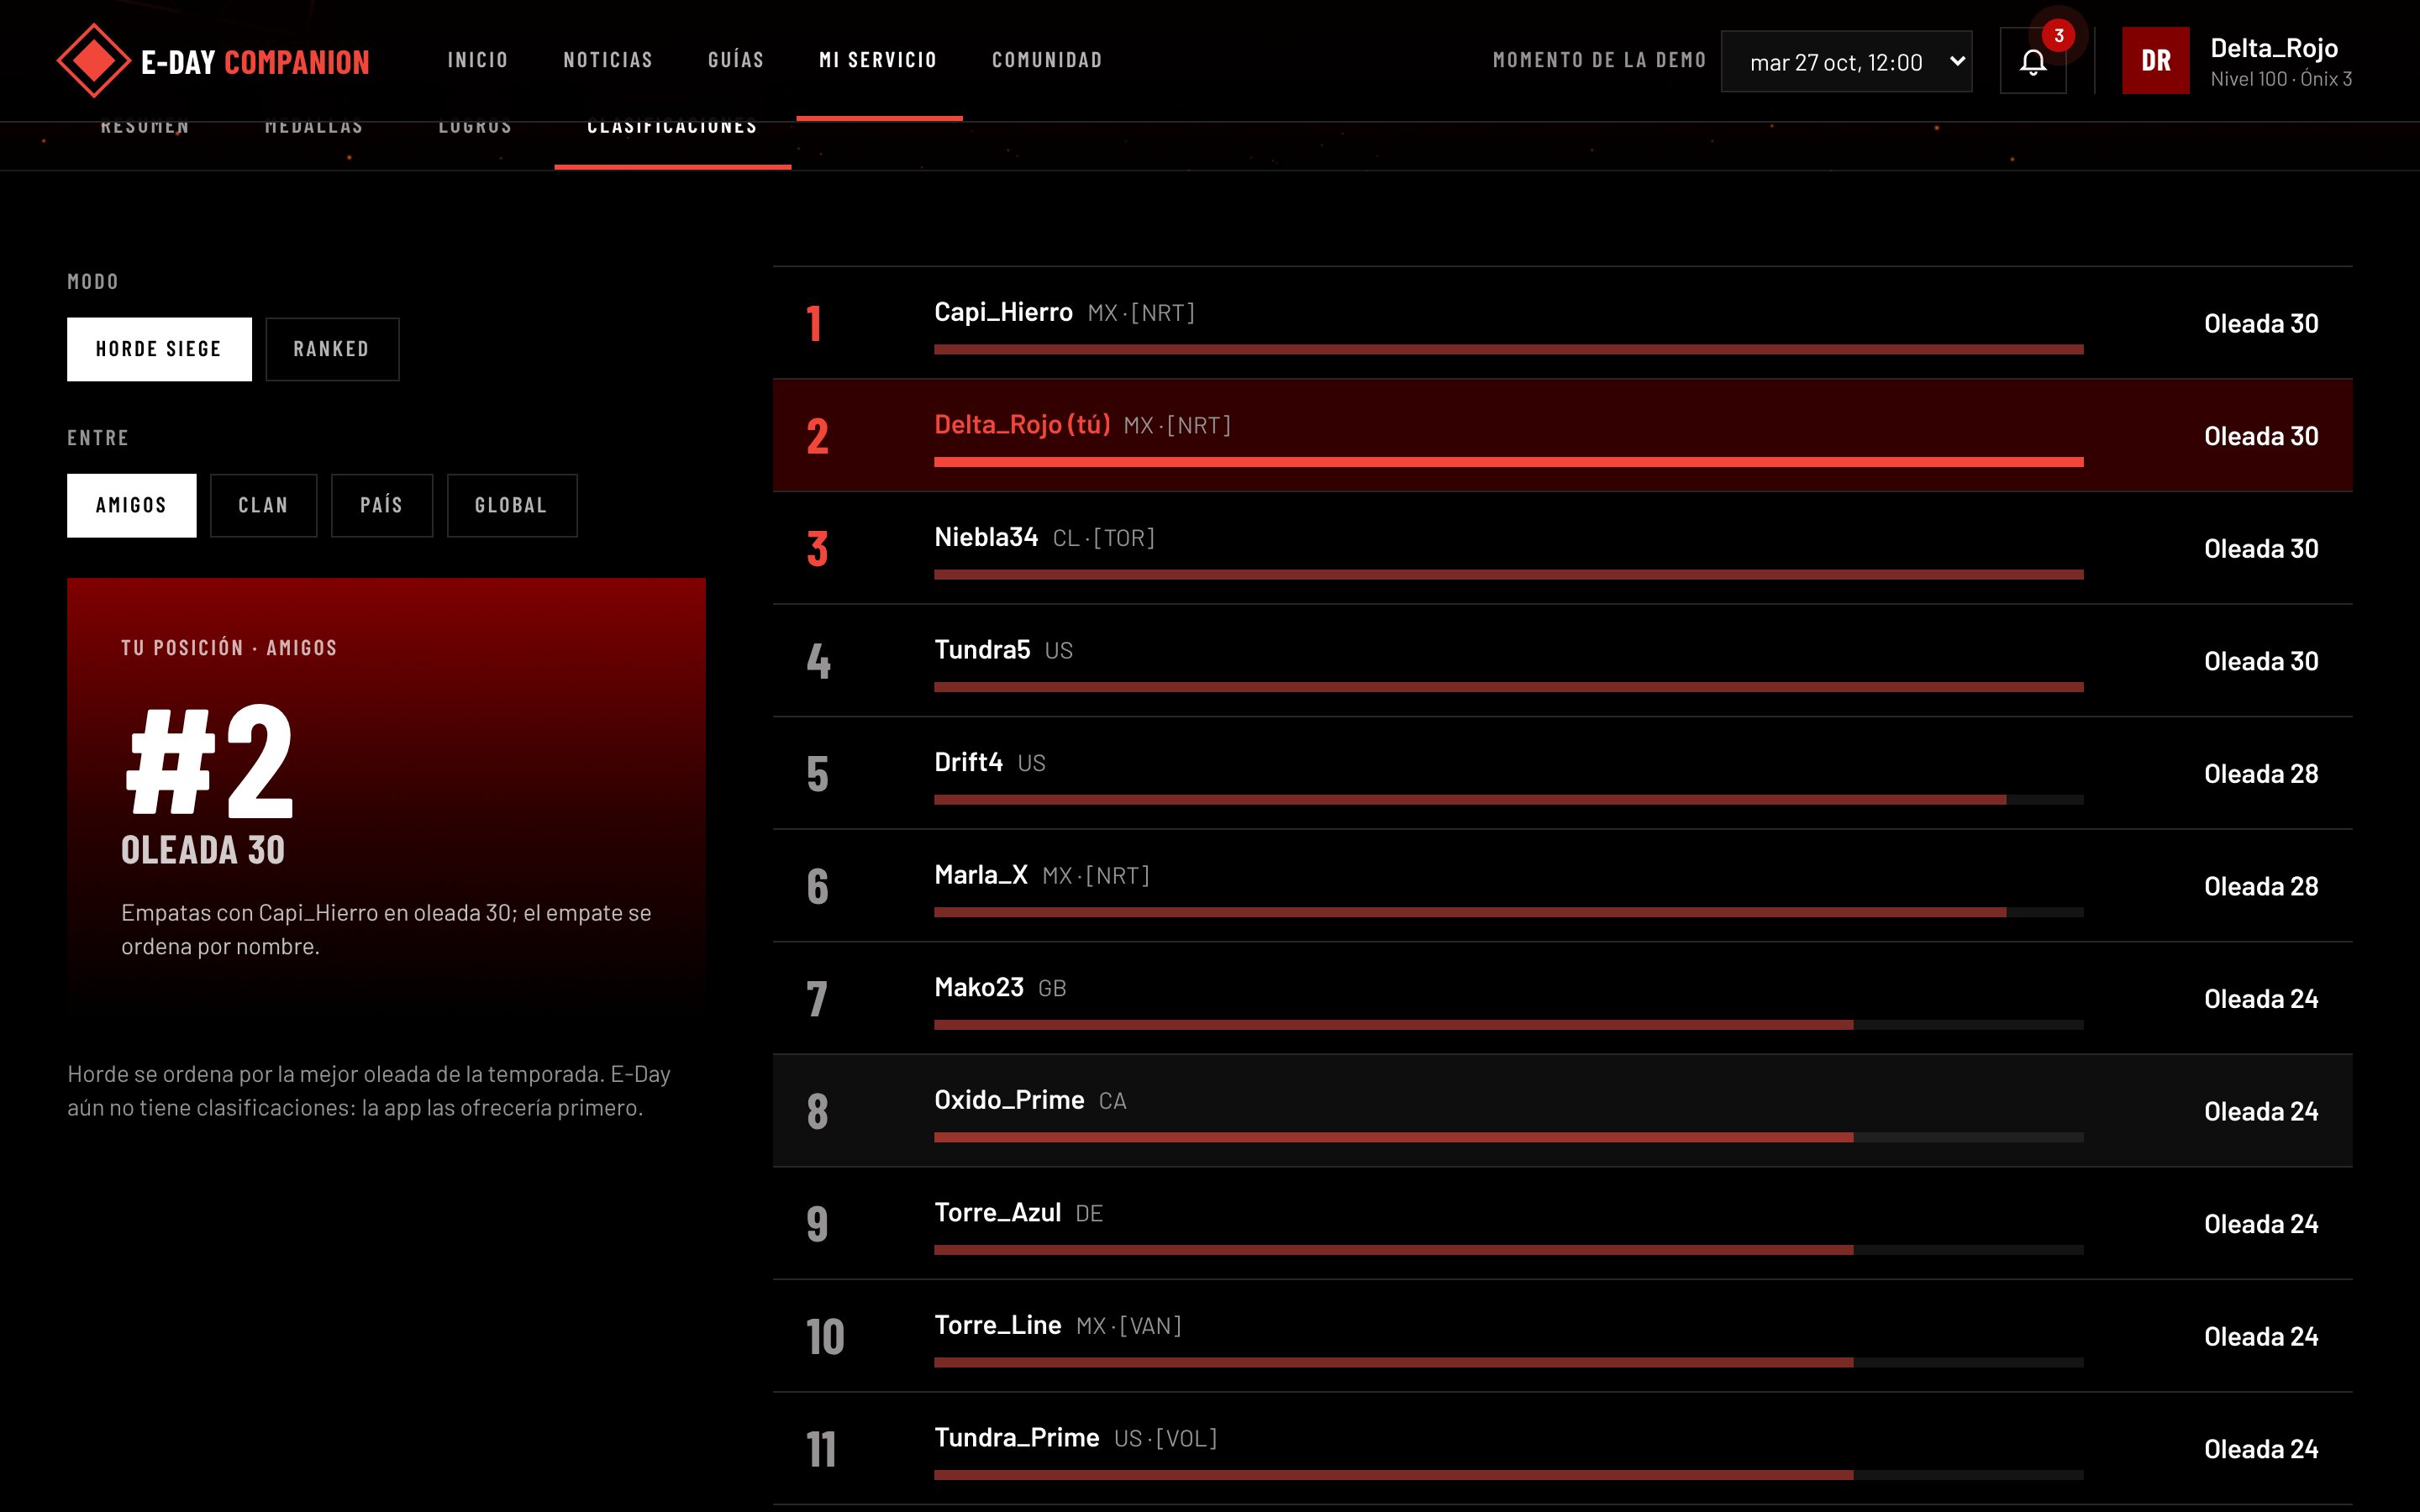 E-DAY COMPANION
INICIO
NOTICIAS
GUÍAS
MI SERVICIO
COMUNIDAD
MOMENTO DE LA DEMO
mar 27 oct, 12:00
3
DR
Delta_Rojo
Nivel 100 · Ónix 3
RESUMEN
MEDALLAS
LOGROS
CLASIFICACIONES
MODO
HORDE SIEGE
RANKED
ENTRE
AMIGOS
CLAN
PAÍS
GLOBAL
TU POSICIÓN · AMIGOS
#2
OLEADA 30
Empatas con Capi_Hierro en oleada 30; el empate se
ordena por nombre.
Horde se ordena por la mejor oleada de la temporada. E-Day
aún no tiene clasificaciones: la app las ofrecería primero.
1 Capi_Hierro MX · [NRT] Oleada 30
2 Delta_Rojo (tú) MX · [NRT] Oleada 30
3 Niebla34 CL · [TOR] Oleada 30
4 Tundra5 US Oleada 30
5 Drift4 US Oleada 28
6 Marla_X MX · [NRT] Oleada 28
7 Mako23 GB Oleada 24
8 Oxido_Prime CA Oleada 24
9 Torre_Azul DE Oleada 24
10 Torre_Line MX · [VAN] Oleada 24
11 Tundra_Prime US · [VOL] Oleada 24